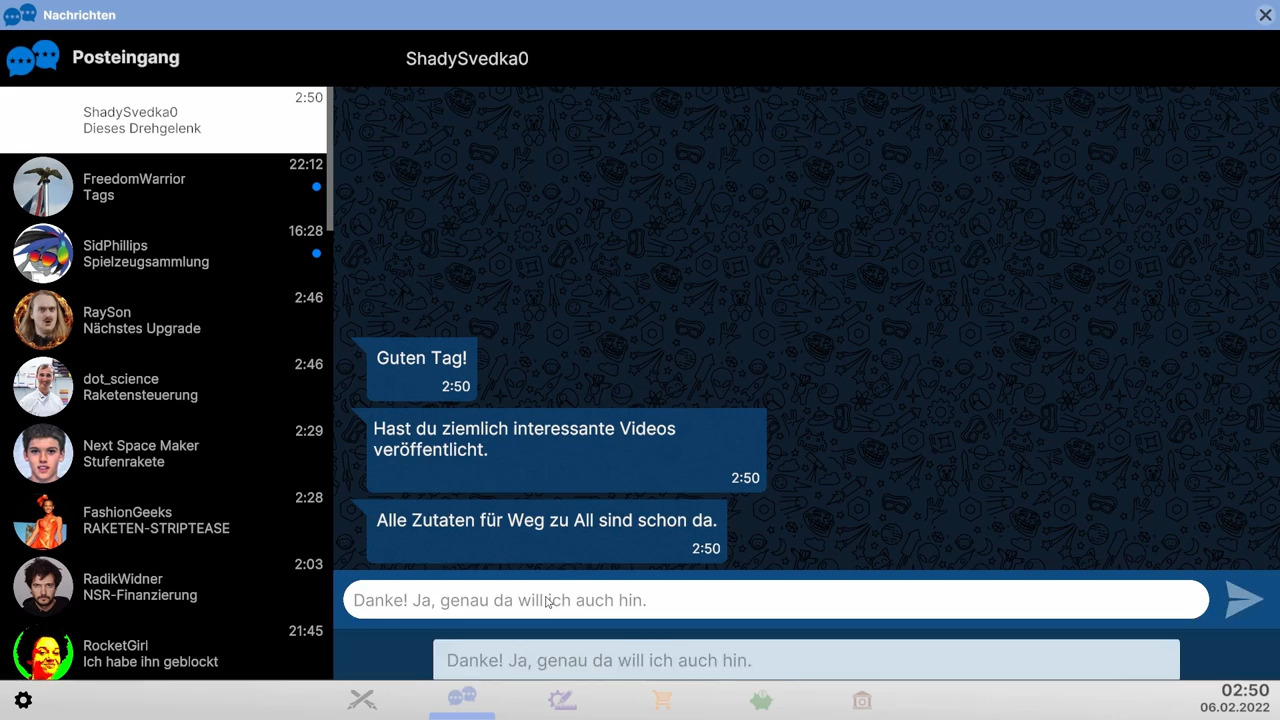 Nachrichten
Posteingang
ShadySvedka0
2:50
ShadySvedka0
Dieses Drehgelenk
22:12
FreedomWarrior
Tags
16:28
SidPhillips
Spielzeugsammlung
2:46
RaySon
Nächstes Upgrade
2:46
dot_science
Raketensteuerung
2:29
Next Space Maker
Stufenrakete
2:28
FashionGeeks
RAKETEN-STRIPTEASE
2:03
RadikWidner
NSR-Finanzierung
21:45
RocketGirl
Ich habe ihn geblockt
Guten Tag!
2:50
Hast du ziemlich interessante Videos
veröffentlicht.
2:50
Alle Zutaten für Weg zu All sind schon da.
2:50
Danke! Ja, genau da will ich auch hin.
Danke! Ja, genau da will ich auch hin.
02:50
06.02.2022